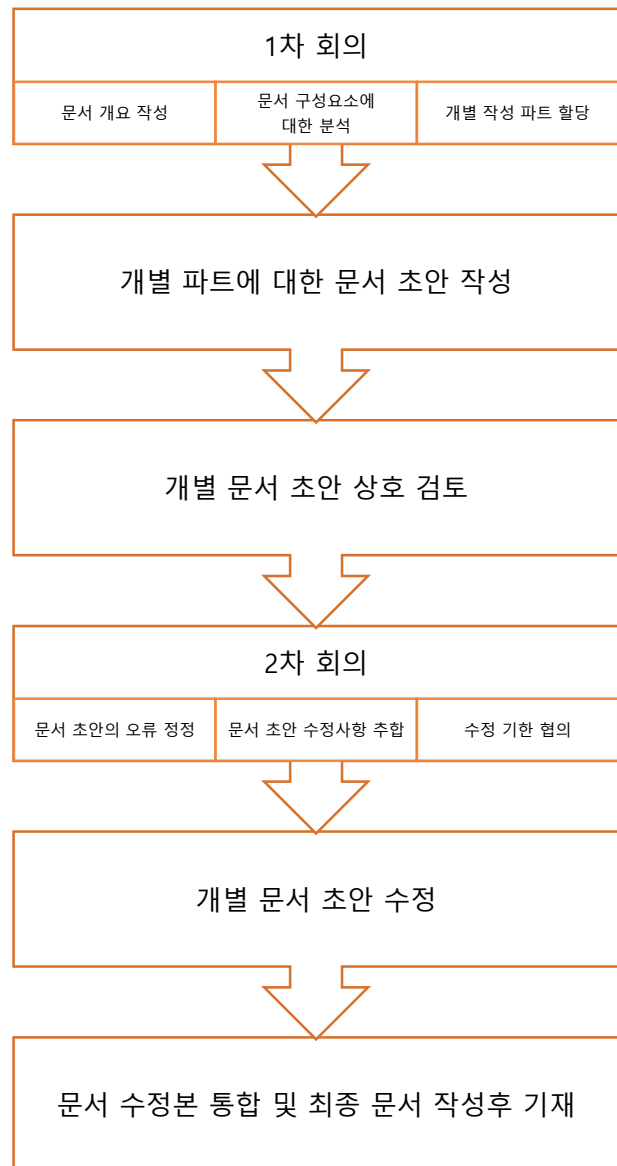 1차 회의
문서 개요 작성
문서 구성요소에
대한 분석
개별 작성 파트 할당
개별 파트에 대한 문서 초안 작성
개별 문서 초안 상호 검토
2차 회의
문서 초안의 오류 정정
문서 초안 수정사항 추합
수정 기한 협의
개별 문서 초안 수정
문서 수정본 통합 및 최종 문서 작성후 기재